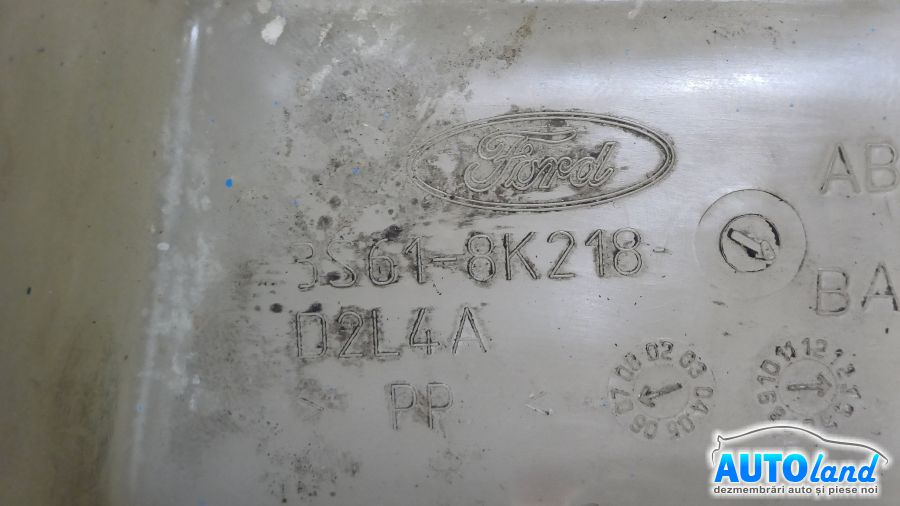 Ford
AB
3S61-8K218-
BA
D2L4A
> PP <
AUTOland
dezmembrări auto și piese noi